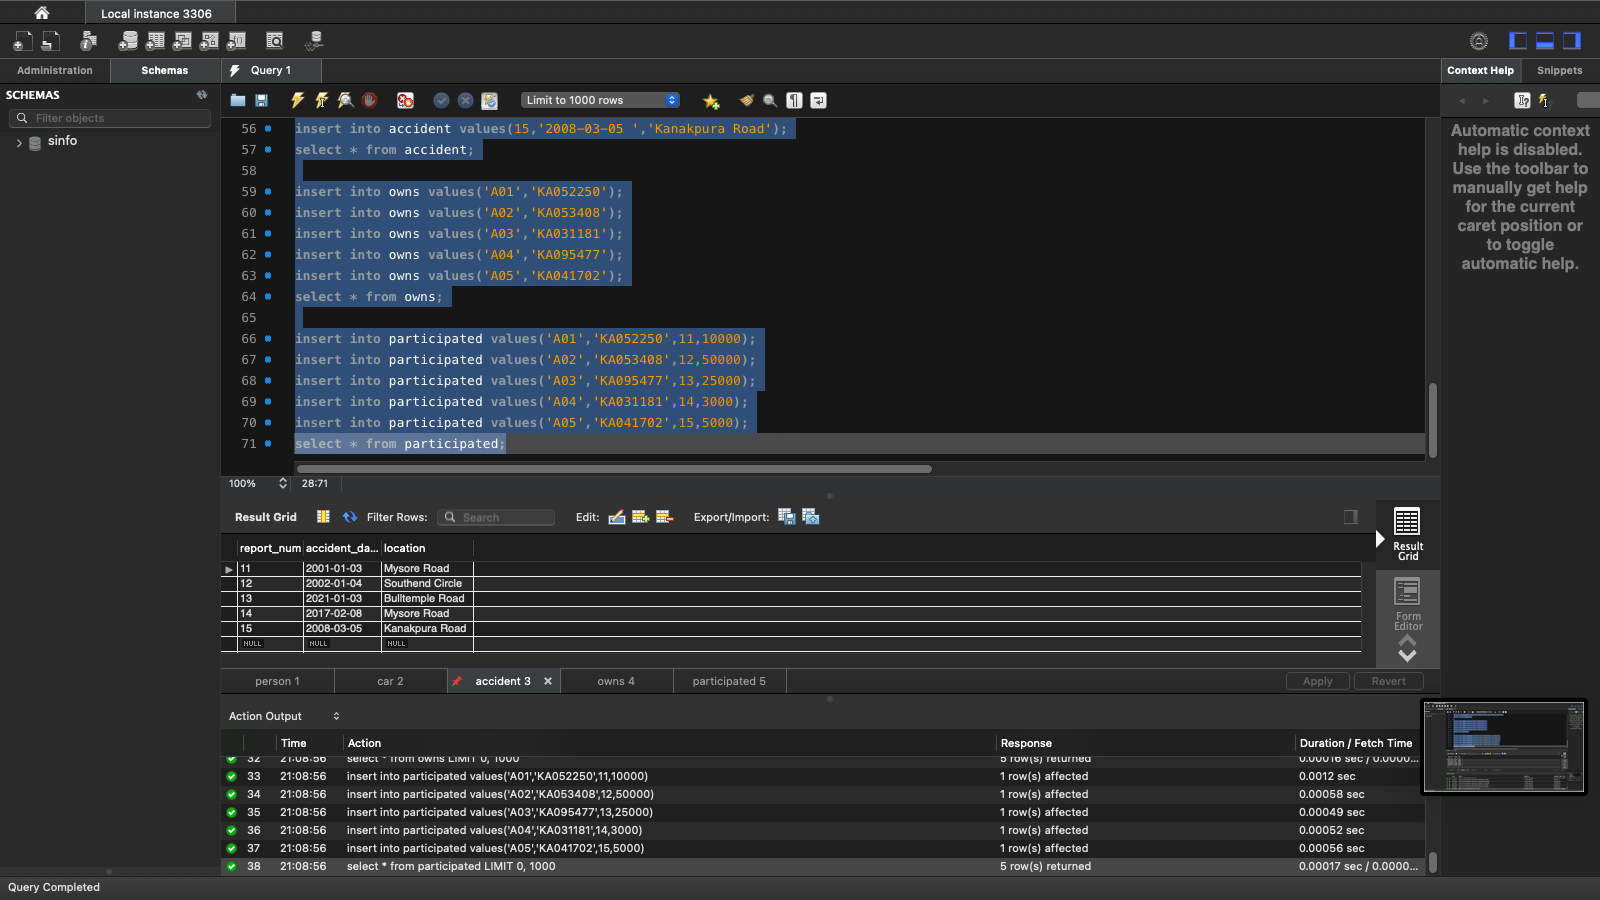 Local instance 3306
Administration
Schemas
Query 1
Context Help
Snippets
SCHEMAS
Filter objects
sinfo
Limit to 1000 rows
56 insert into accident values(15,'2008-03-05 ','Kanakpura Road');
57 select * from accident;
58
59 insert into owns values('A01','KA052250');
60 insert into owns values('A02','KA053408');
61 insert into owns values('A03','KA031181');
62 insert into owns values('A04','KA095477');
63 insert into owns values('A05','KA041702');
64 select * from owns;
65
66 insert into participated values('A01','KA052250',11,10000);
67 insert into participated values('A02','KA053408',12,50000);
68 insert into participated values('A03','KA095477',13,25000);
69 insert into participated values('A04','KA031181',14,3000);
70 insert into participated values('A05','KA041702',15,5000);
71 select * from participated;
Automatic context
help is disabled.
Use the toolbar to
manually get help
for the current
caret position or
to toggle
automatic help.
100% 28:71
Result Grid Filter Rows: Search Edit: Export/Import:
report_num accident_da... location
11 2001-01-03 Mysore Road
12 2002-01-04 Southend Circle
13 2021-01-03 Bulltemple Road
14 2017-02-08 Mysore Road
15 2008-03-05 Kanakpura Road
NULL NULL NULL
Result
Grid
Form
Editor
person 1 car 2 accident 3 owns 4 participated 5 Apply Revert
Action Output
Time Action Response Duration / Fetch Time
32 21:08:56 select * from owns LIMIT 0, 1000 5 row(s) returned 0.00016 sec / 0.0000...
33 21:08:56 insert into participated values('A01','KA052250',11,10000) 1 row(s) affected 0.0012 sec
34 21:08:56 insert into participated values('A02','KA053408',12,50000) 1 row(s) affected 0.00058 sec
35 21:08:56 insert into participated values('A03','KA095477',13,25000) 1 row(s) affected 0.00049 sec
36 21:08:56 insert into participated values('A04','KA031181',14,3000) 1 row(s) affected 0.00052 sec
37 21:08:56 insert into participated values('A05','KA041702',15,5000) 1 row(s) affected 0.00056 sec
38 21:08:56 select * from participated LIMIT 0, 1000 5 row(s) returned 0.00017 sec / 0.0000...
Query Completed